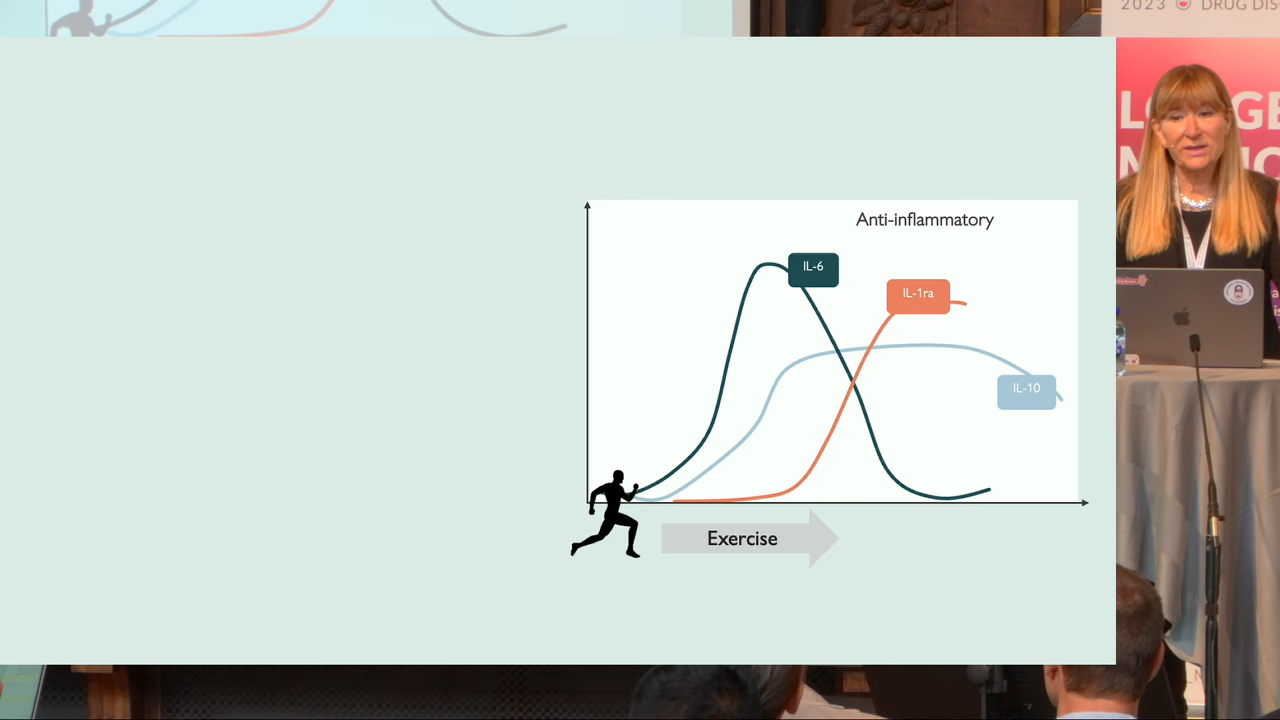 2023 DRUG DIS
Anti-inflammatory
IL-6
IL-1ra
IL-10
Exercise